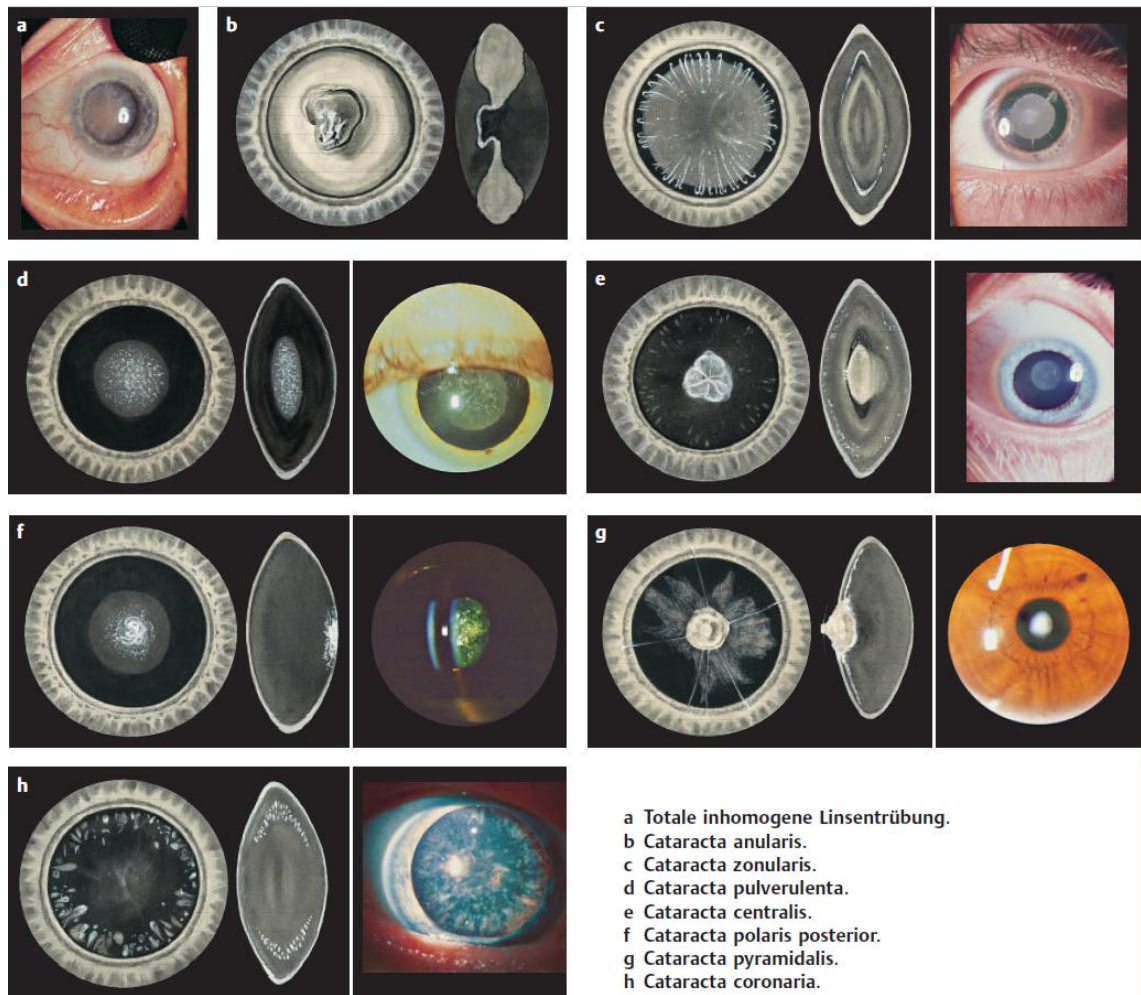 a
b
c
d
e
f
g
h
a Totale inhomogene Linsentrübung.
b Cataracta anularis.
c Cataracta zonularis.
d Cataracta pulverulenta.
e Cataracta centralis.
f Cataracta polaris posterior.
g Cataracta pyramidalis.
h Cataracta coronaria.